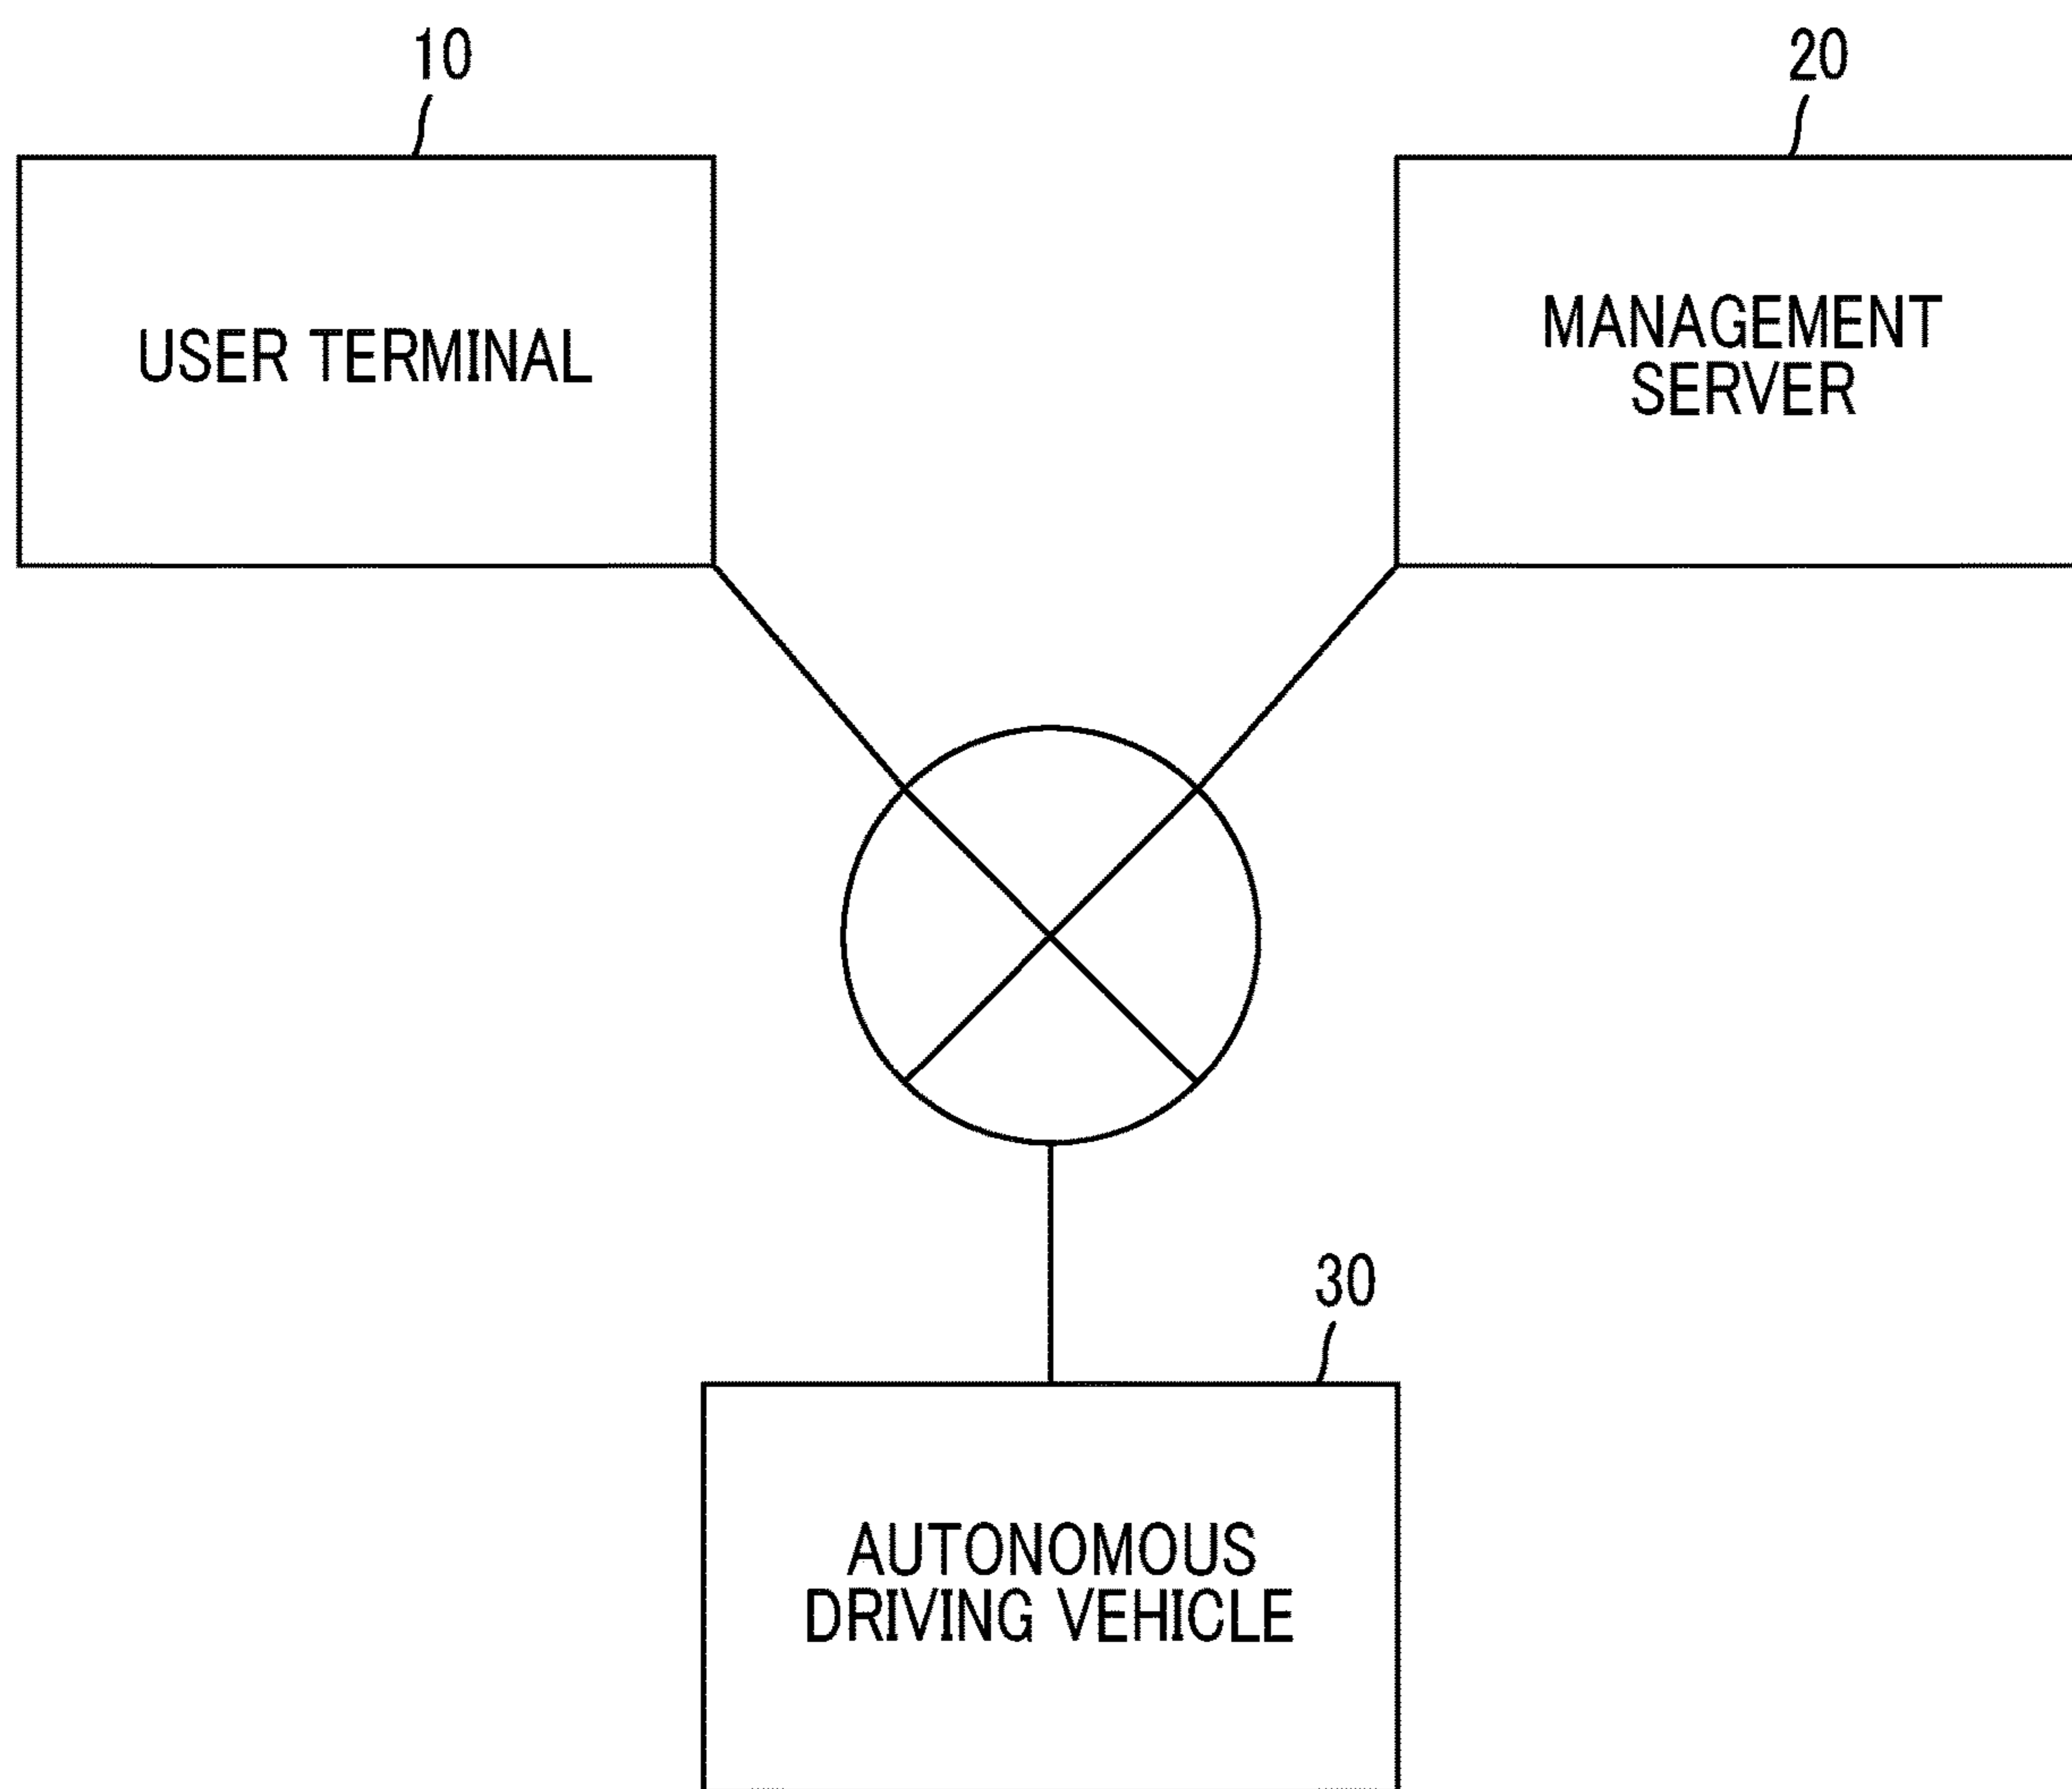 10
20
USER TERMINAL
MANAGEMENT
SERVER
30
AUTONOMOUS
DRIVING VEHICLE